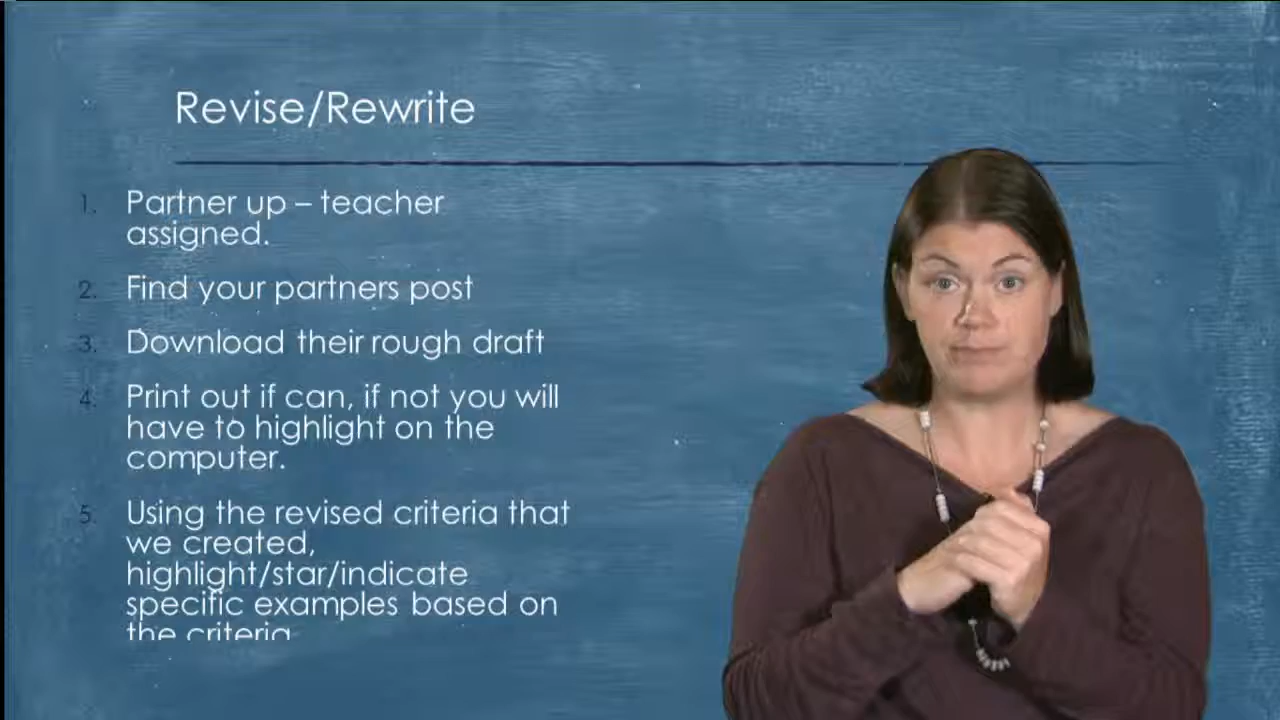 Revise/Rewrite
1. Partner up – teacher
assigned.
2. Find your partners post
3. Download their rough draft
4. Print out if can, if not you will
have to highlight on the
computer.
5. Using the revised criteria that
we created,
highlight/star/indicate
specific examples based on
the criteria